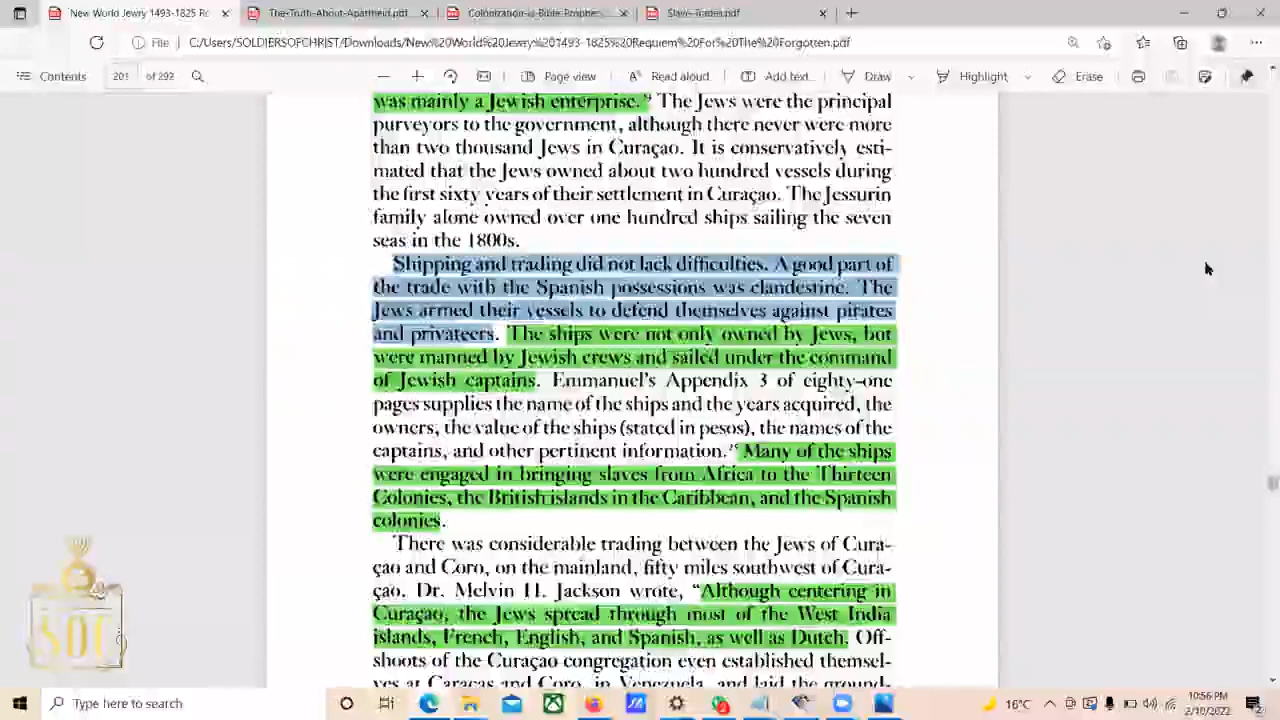 New World Jewry 1493-1825 Re
The-Truth-About-Apartheid.pdf
Colonization-is-Bible-Prophec
Slave-Trader.pdf
File
C:/Users/SOLDIERSOFCHRIST/Downloads/New%20World%20Jewry%201493-1825%20Requiem%20For%20The%20Forgotten.pdf
Contents
201
of 292
Page view
Read aloud
Add text
Draw
Highlight
Erase
was mainly a Jewish enterprise." The Jews were the principal
purveyors to the government, although there never were more
than two thousand Jews in Curaçao. It is conservatively esti-
mated that the Jews owned about two hundred vessels during
the first sixty years of their settlement in Curaçao. The Jessurin
family alone owned over one hundred ships sailing the seven
seas in the 1800s.
Shipping and trading did not lack difficulties. A good part of
the trade with the Spanish possessions was clandestine. The
Jews armed their vessels to defend themselves against pirates
and privateers. The ships were not only owned by Jews, but
were manned by Jewish crews and sailed under the command
of Jewish captains. Emmanuel's Appendix 3 of eighty-one
pages supplies the name of the ships and the years acquired, the
owners, the value of the ships (stated in pesos), the names of the
captains, and other pertinent information. Many of the ships
were engaged in bringing slaves from Africa to the Thirteen
Colonies, the British islands in the Caribbean, and the Spanish
colonies.
There was considerable trading between the Jews of Cura-
çao and Coro, on the mainland, fifty miles southwest of Cura-
çao. Dr. Melvin H. Jackson wrote, "Although centering in
Curaçao, the Jews spread through most of the West India
islands, French, English, and Spanish, as well as Dutch. Off-
shoots of the Curaçao congregation even established themsel-
ves at Caracas and Coro, in Venezuela, and laid the ground-
SOF
Type here to search
16°C
10:56 PM
2/10/2022